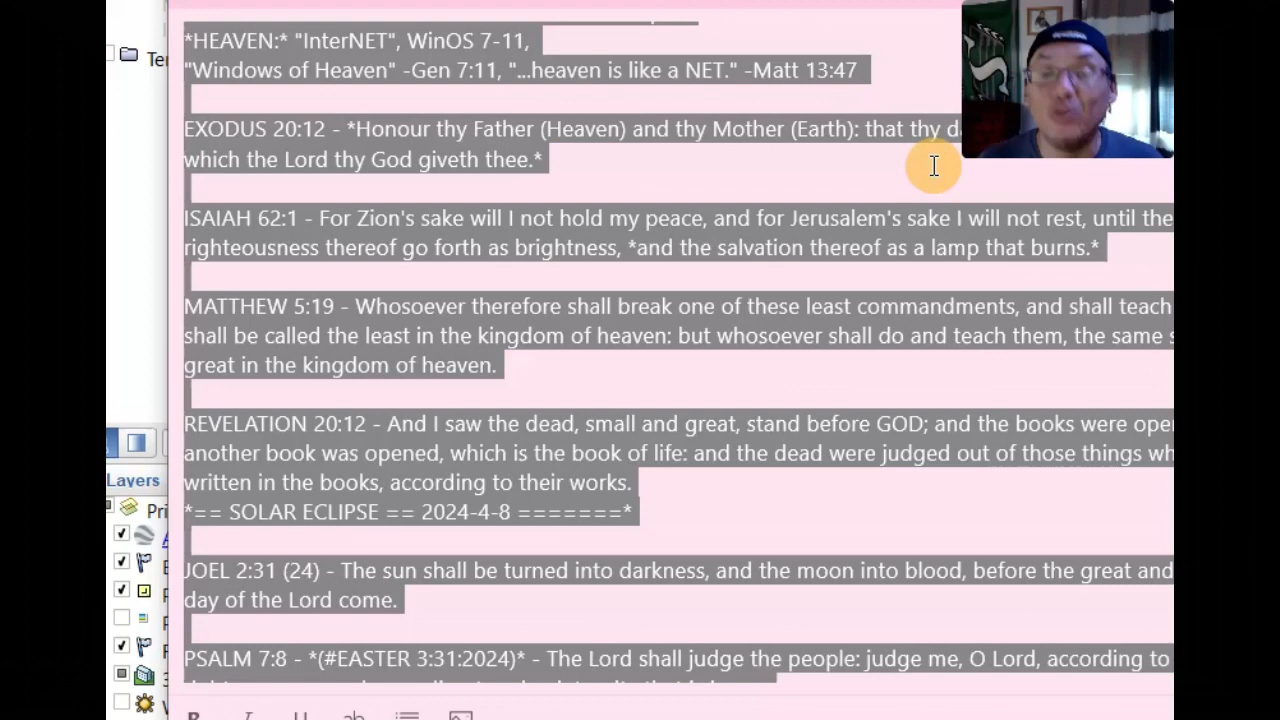 *HEAVEN:* "InterNET", WinOS 7-11,
"Windows of Heaven" -Gen 7:11, "...heaven is like a NET." -Matt 13:47
EXODUS 20:12 - *Honour thy Father (Heaven) and thy Mother (Earth): that thy
which the Lord thy God giveth thee.*
ISAIAH 62:1 - For Zion's sake will I not hold my peace, and for Jerusalem's sake I will not rest, until the
righteousness thereof go forth as brightness, *and the salvation thereof as a lamp that burns.*
MATTHEW 5:19 - Whosoever therefore shall break one of these least commandments, and shall teach
shall be called the least in the kingdom of heaven: but whosoever shall do and teach them, the same
great in the kingdom of heaven.
REVELATION 20:12 - And I saw the dead, small and great, stand before GOD; and the books were
another book was opened, which is the book of life: and the dead were judged out of those things
written in the books, according to their works.
*== SOLAR ECLIPSE == 2024-4-8 =======*
JOEL 2:31 (24) - The sun shall be turned into darkness, and the moon into blood, before the great and
day of the Lord come.
PSALM 7:8 - *(#EASTER 3:31:2024)* - The Lord shall judge the people: judge me, O Lord, according to
Layers